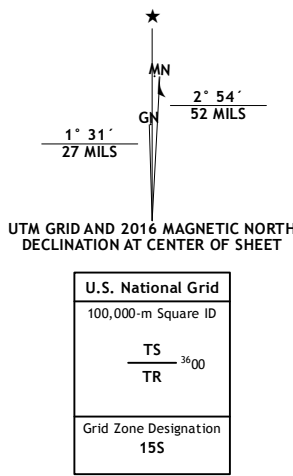 MN
GN
2° 54´
52 MILS
1° 31´
27 MILS
UTM GRID AND 2016 MAGNETIC NORTH
DECLINATION AT CENTER OF SHEET
U.S. National Grid
100,000-m Square ID
TS
3600
TR
Grid Zone Designation
15S